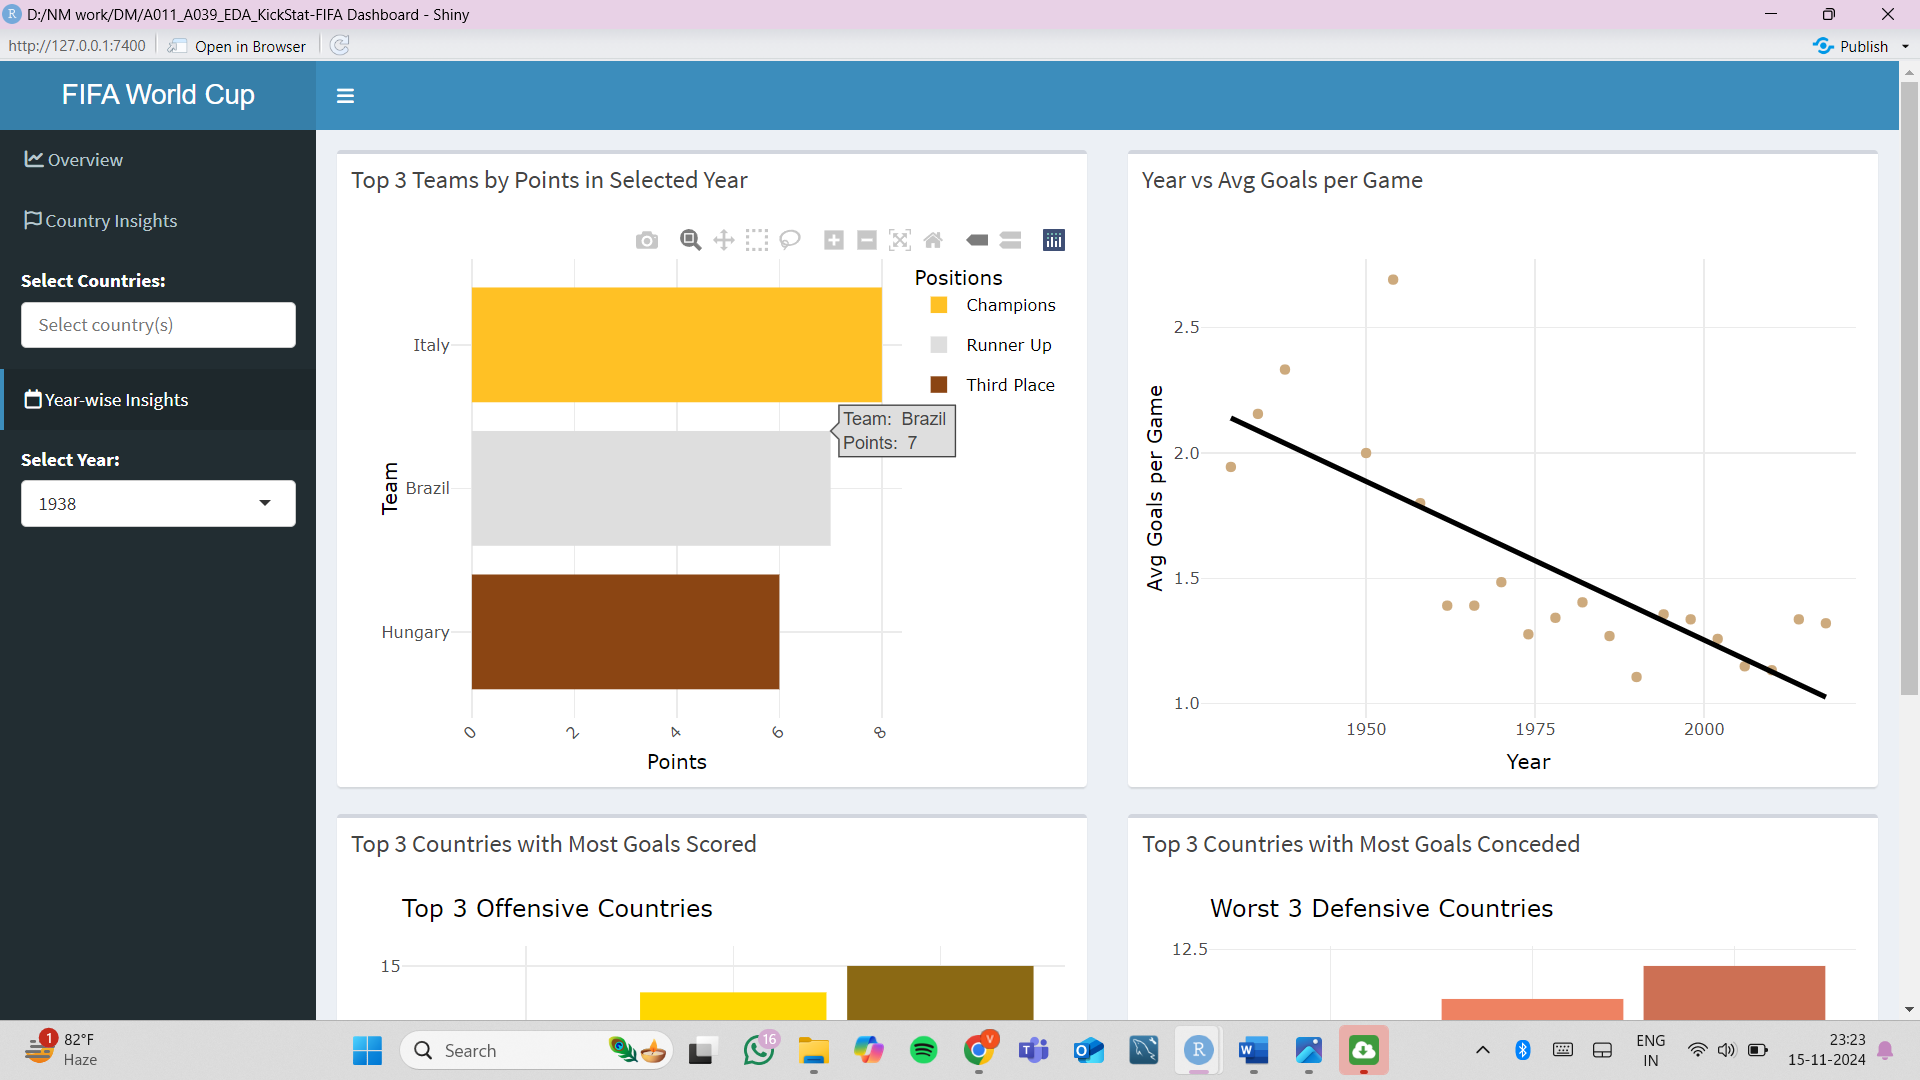 D:/NM work/DM/A011_A039_EDA_KickStat-FIFA Dashboard - Shiny
http://127.0.0.1:7400
Open in Browser
Publish
FIFA World Cup
Overview
Country Insights
Select Countries:
Select country(s)
Year-wise Insights
Select Year:
1938
Top 3 Teams by Points in Selected Year
Positions
Champions
Runner Up
Third Place
Italy
Brazil
Hungary
Team
Team: Brazil
Points: 7
0 2 4 6 8
Points
Year vs Avg Goals per Game
Avg Goals per Game
2.5
2.0
1.5
1.0
1950 1975 2000
Year
Top 3 Countries with Most Goals Scored
Top 3 Offensive Countries
15
Top 3 Countries with Most Goals Conceded
Worst 3 Defensive Countries
12.5
1
82°F
Haze
Search
16
V
ENG
IN
23:23
15-11-2024